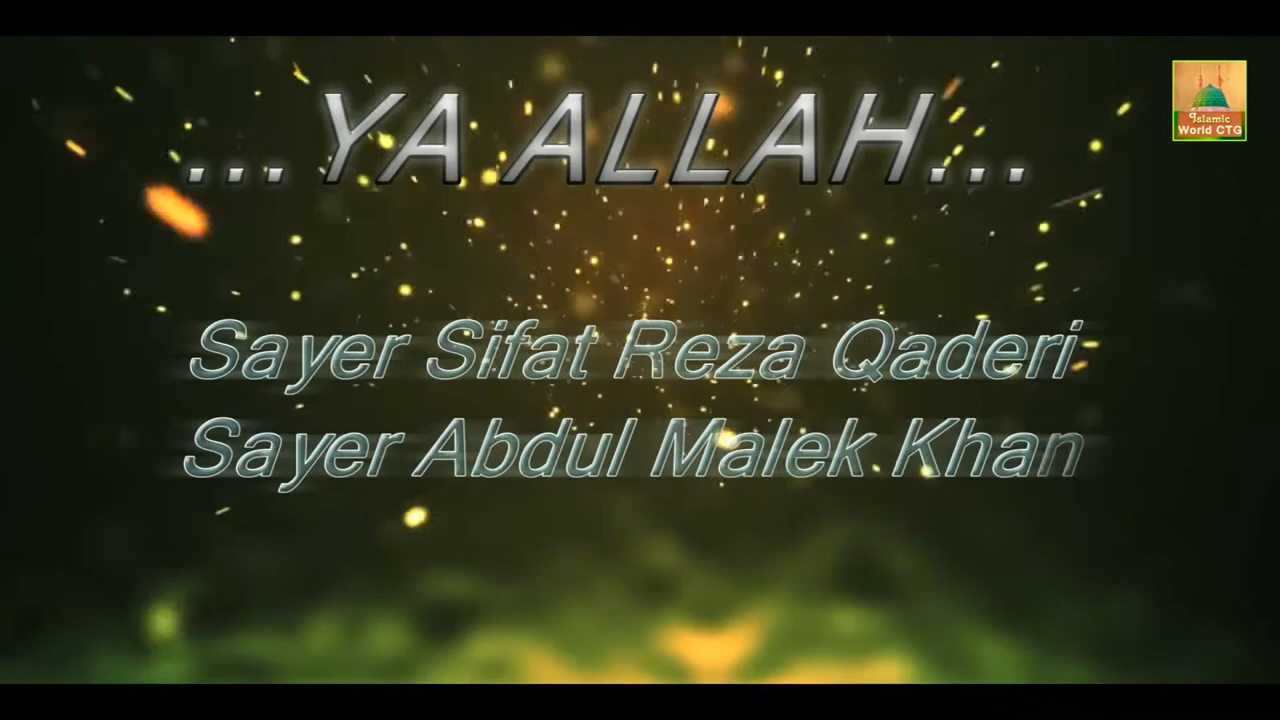 ...YA ALLAH...
Islamic
World CTG
Sayer Sifat Reza Qaderi
Sayer Abdul Malek Khan